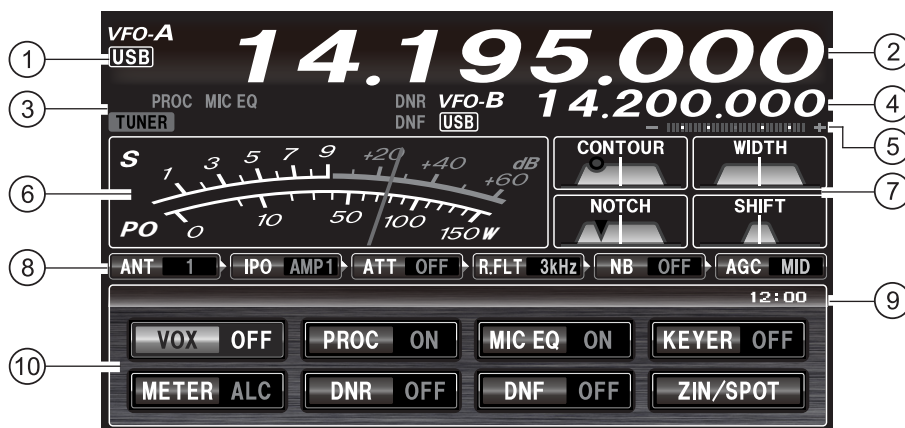 VFO-A
① USB 14.195.000 ②
③ PROC MIC EQ DNR VFO-B 14.200.000 ④
TUNER DNF USB − + ⑤
S 1 3 5 7 9 +20 +40 +60 dB
⑥
PO 0 10 50 100 150 W
CONTOUR WIDTH
⑦
NOTCH SHIFT
⑧ ANT 1 IPO AMP1 ATT OFF R.FLT 3kHz NB OFF AGC MID
12:00 ⑨
VOX OFF PROC ON MIC EQ ON KEYER OFF
⑩
METER ALC DNR OFF DNF OFF ZIN/SPOT